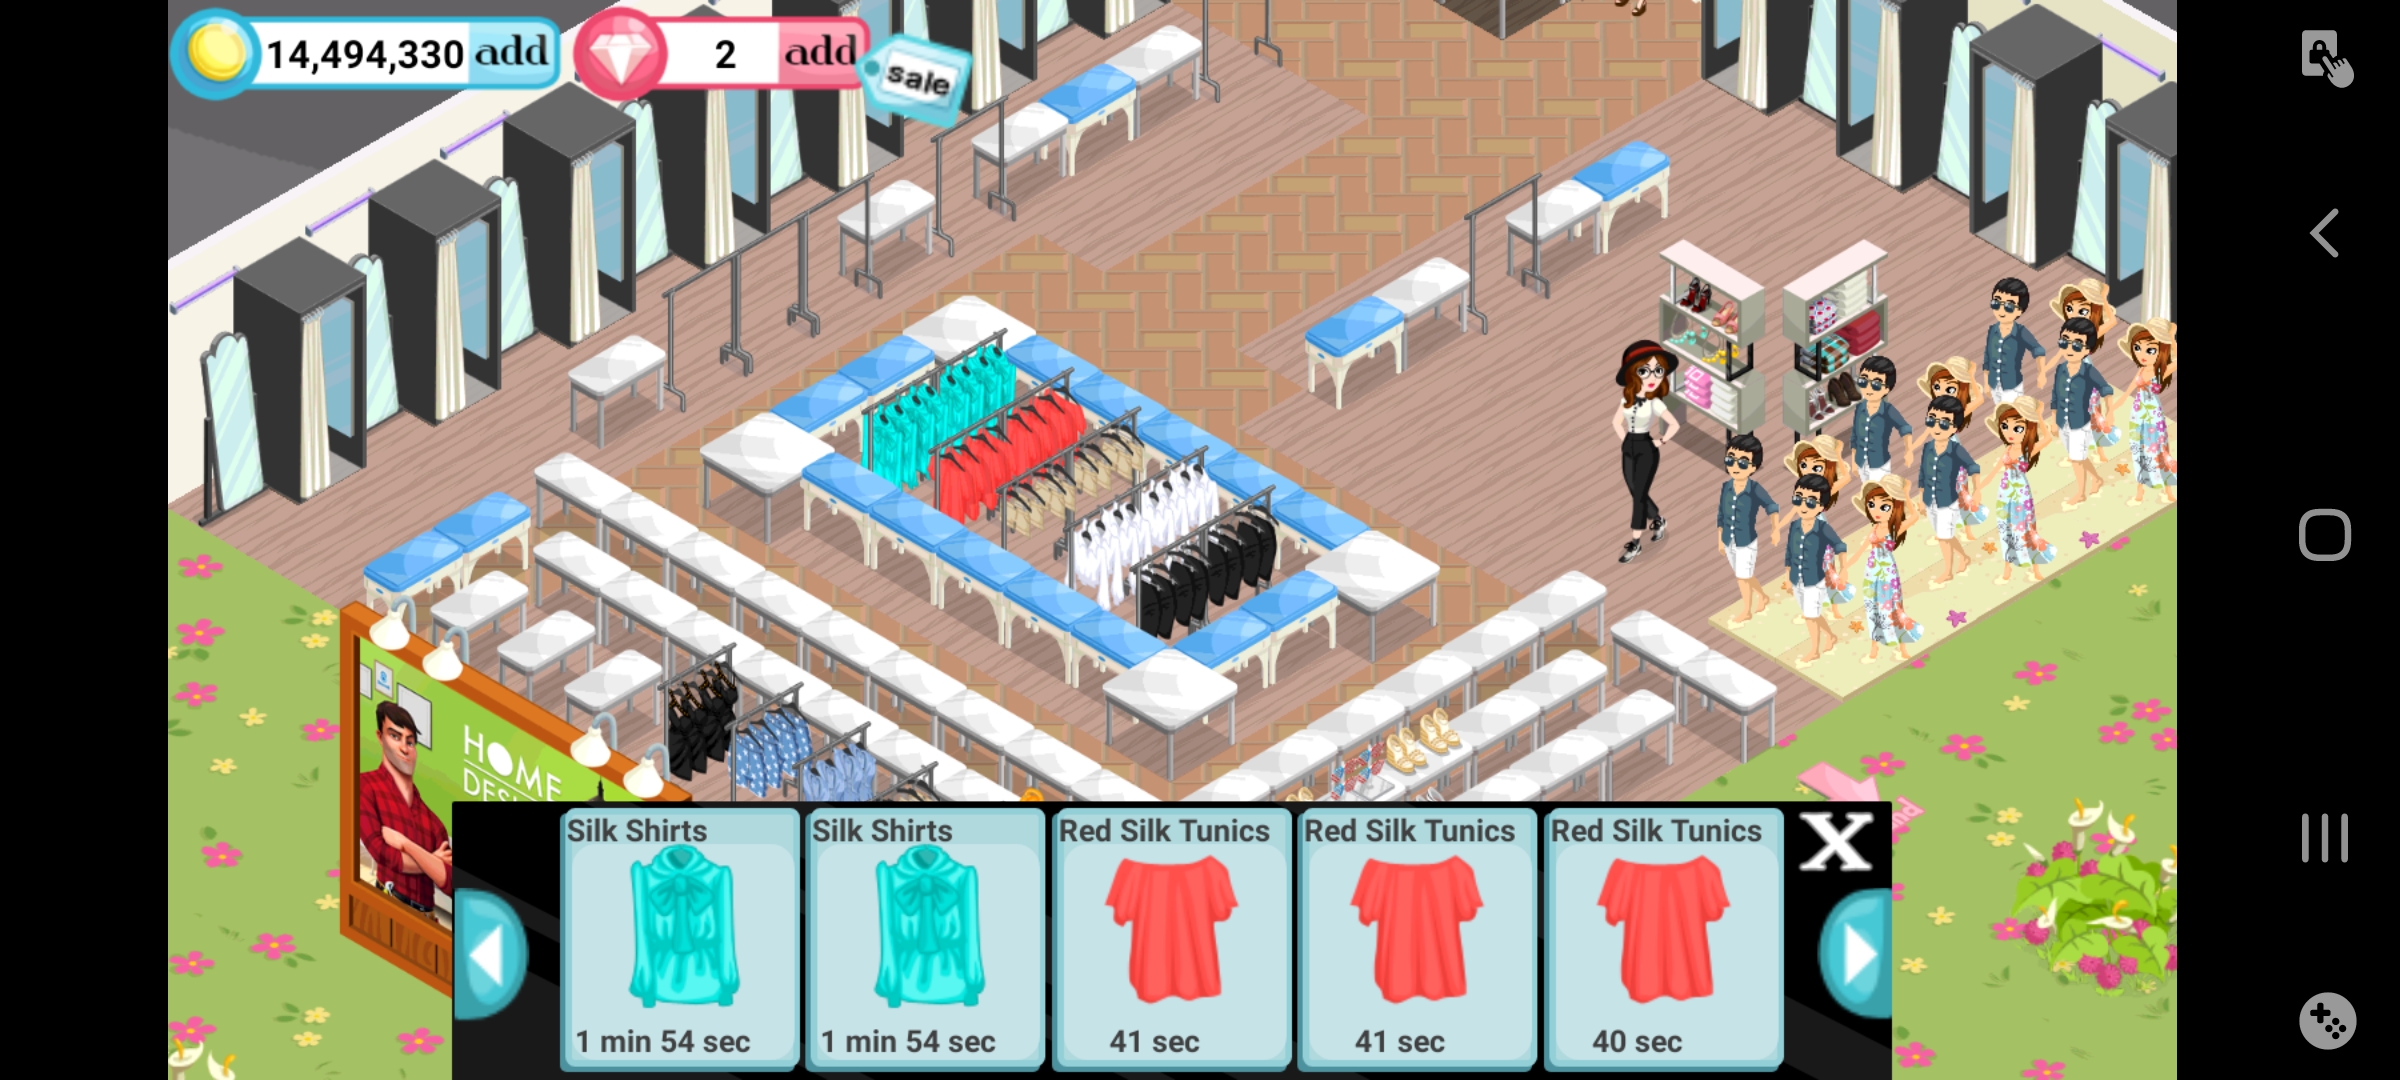 14,494,330 add
2 add
sale
HOME
Silk Shirts
Silk Shirts
Red Silk Tunics
Red Silk Tunics
Red Silk Tunics
X
1 min 54 sec
1 min 54 sec
41 sec
41 sec
40 sec